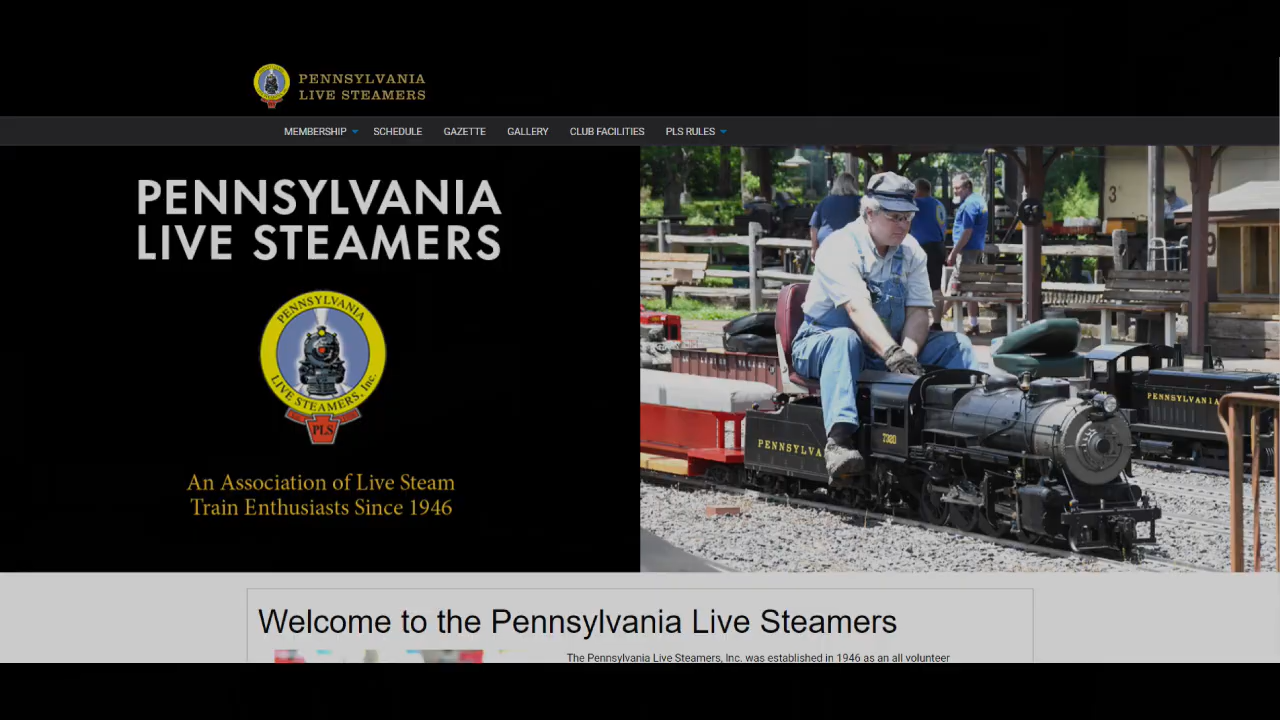 PENNSYLVANIA
LIVE STEAMERS
MEMBERSHIP SCHEDULE GAZETTE GALLERY CLUB FACILITIES PLS RULES
PENNSYLVANIA
LIVE STEAMERS
PENNSYLVANIA
LIVE STEAMERS, Inc.
PLS
An Association of Live Steam
Train Enthusiasts Since 1946
3
9
PENNSYLVANIA
PENNSYLVA
7320
Welcome to the Pennsylvania Live Steamers
The Pennsylvania Live Steamers, Inc. was established in 1946 as an all volunteer